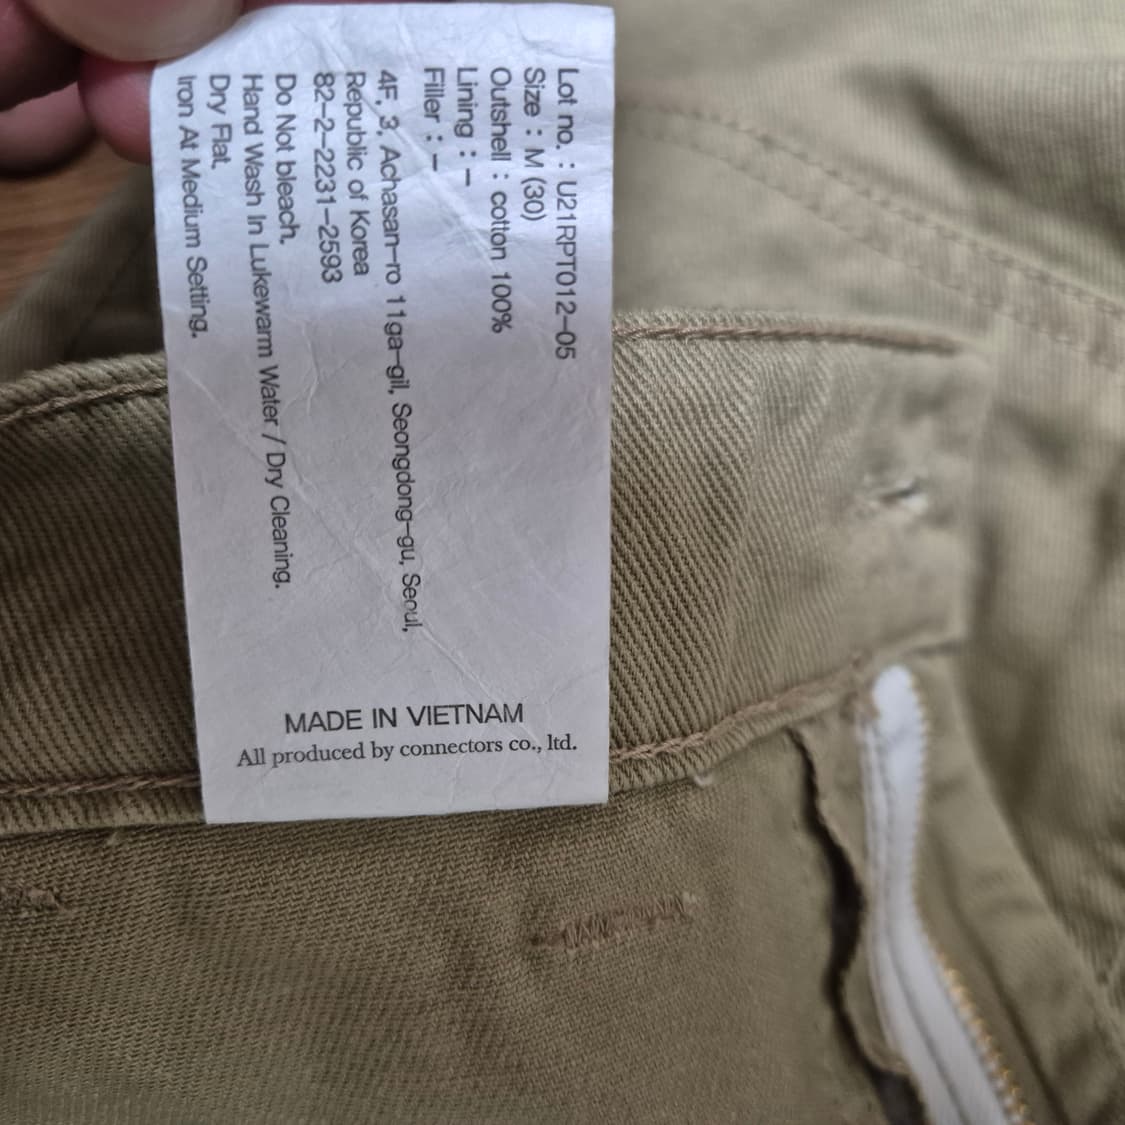 Lot no. : U21RPT012-05
Size : M (30)
Outshell : cotton 100%
Lining : -
Filler : -
4F, 3, Achasan-ro 11ga-gil, Seongdong-gu, Seoul,
Republic of Korea
82-2-2231-2593
Do Not bleach.
Hand Wash In Lukewarm Water / Dry Cleaning.
Dry Flat.
Iron At Medium Setting.
MADE IN VIETNAM
All produced by connectors co., ltd.